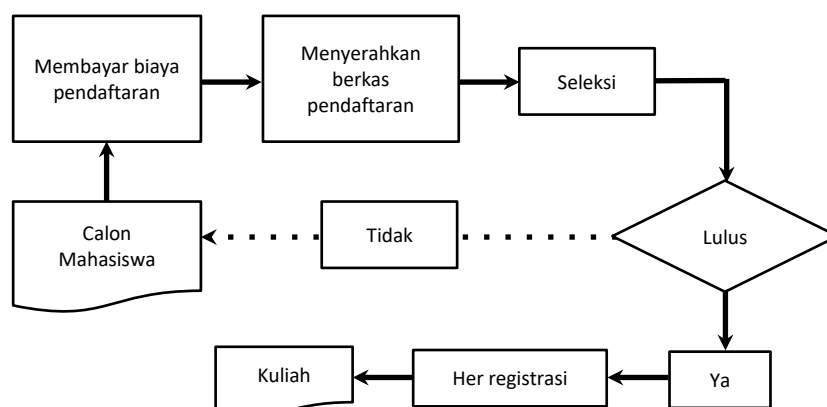 Membayar biaya
pendaftaran
Menyerahkan
berkas
pendaftaran
Seleksi
Calon
Mahasiswa
Tidak
Lulus
Kuliah
Her registrasi
Ya